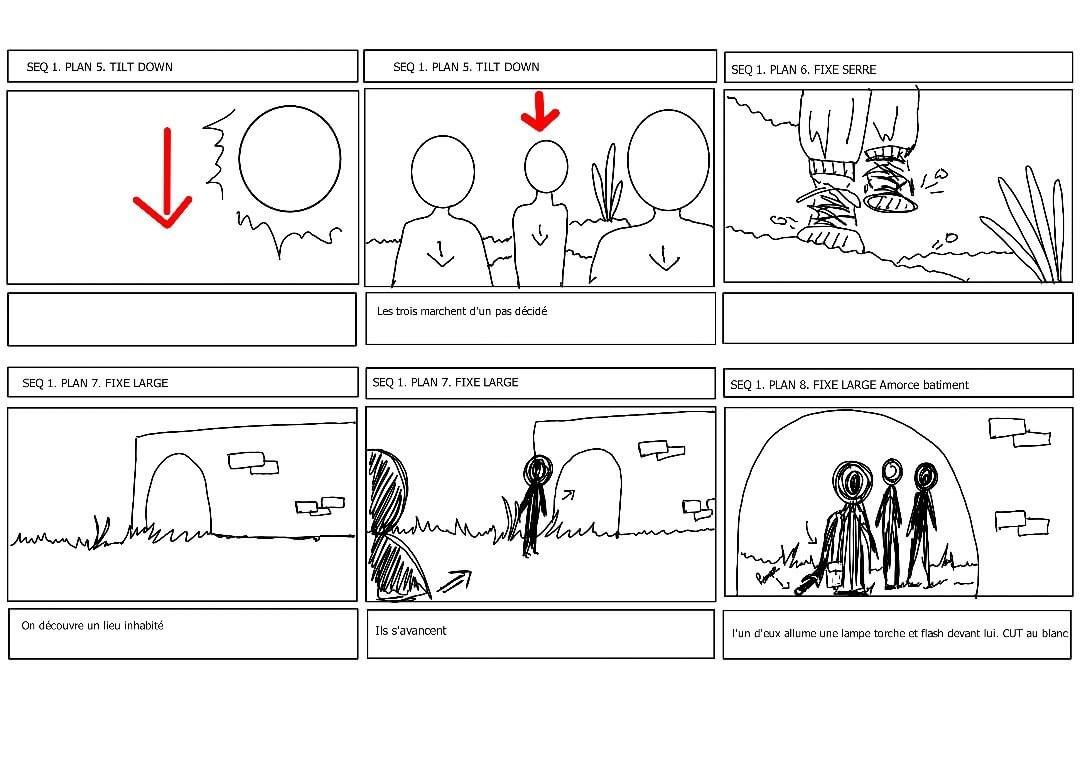 SEQ 1. PLAN 5. TILT DOWN
SEQ 1. PLAN 5. TILT DOWN
SEQ 1. PLAN 6. FIXE SERRE
Les trois marchent d'un pas décidé
SEQ 1. PLAN 7. FIXE LARGE
SEQ 1. PLAN 7. FIXE LARGE
SEQ 1. PLAN 8. FIXE LARGE Amorce batiment
On découvre un lieu inhabité
Ils s'avancent
l'un d'eux allume une lampe torche et flash devant lui. CUT au blanc